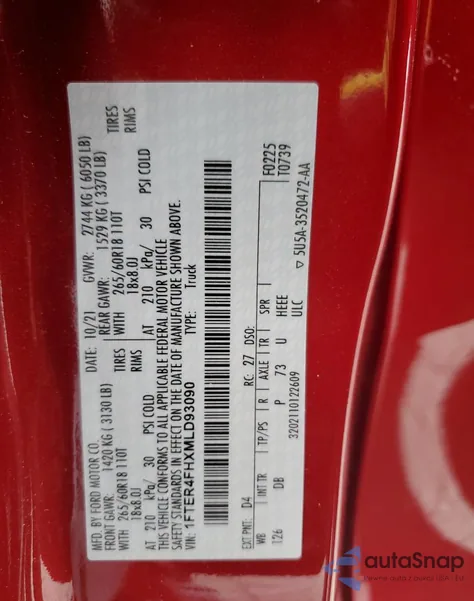 MFD. BY FORD MOTOR CO.
DATE: 10/21 GVWR: 2744 KG ( 6050 LB)
FRONT GAWR: 1420 KG ( 3130 LB)
REAR GAWR: 1529 KG ( 3370 LB)
WITH 265/60R18 110T TIRES
18x8.0J RIMS
AT 210 kPa/ 30 PSI COLD
WITH 265/60R18 110T TIRES
18x8.0J RIMS
AT 210 kPa/ 30 PSI COLD
THIS VEHICLE CONFORMS TO ALL APPLICABLE FEDERAL MOTOR VEHICLE
SAFETY STANDARDS IN EFFECT ON THE DATE OF MANUFACTURE SHOWN ABOVE.
VIN: 1FTER4FHXMLD93090 TYPE: Truck
F0225
T0739
EXT PNT: D4 RC: 27 DSO:
WB INT TR TP/PS R AXLE TR SPR
126 DB P 73 U HEEE
ULC
3202110122609
5U5A-3520472-AA
autoSnap